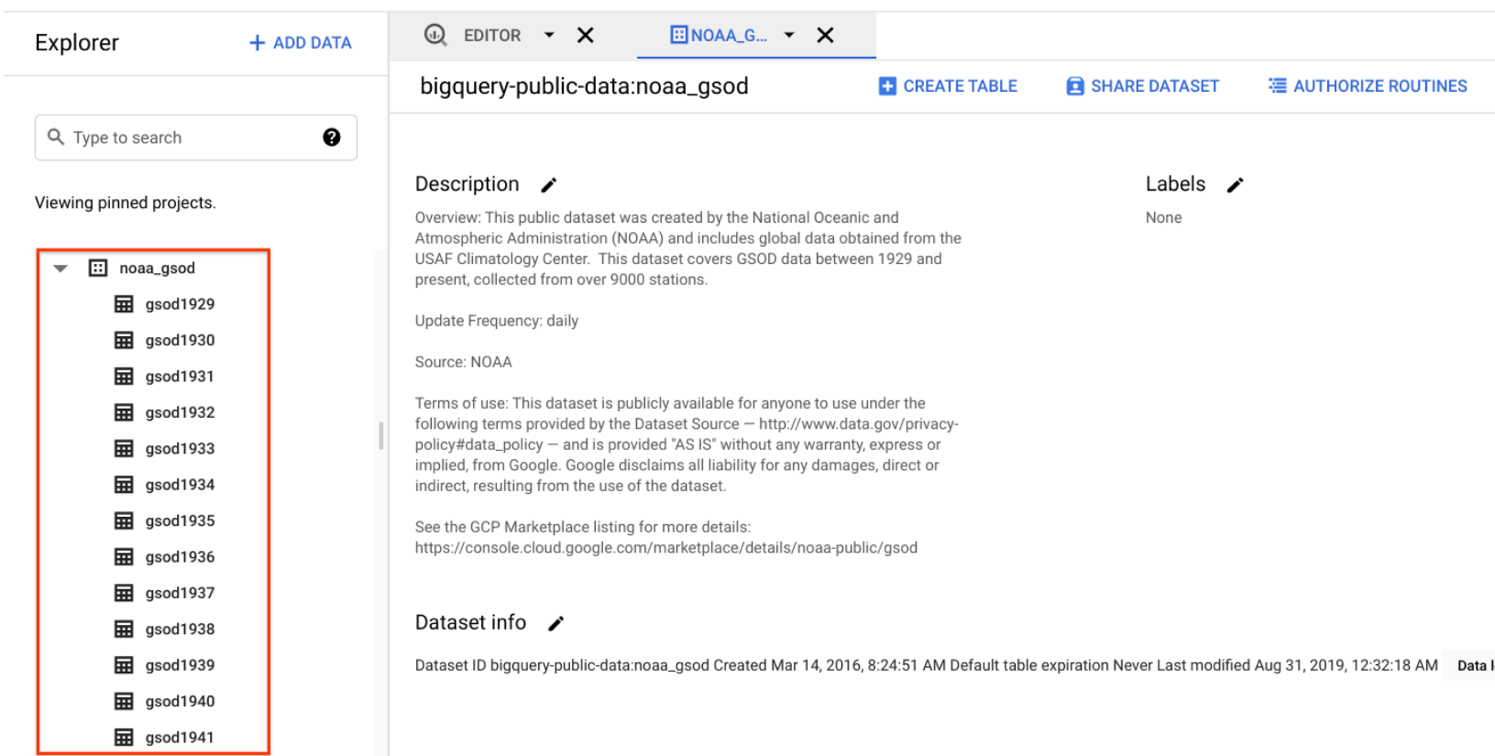 Explorer
+ ADD DATA
Type to search
Viewing pinned projects.
noaa_gsod
gsod1929
gsod1930
gsod1931
gsod1932
gsod1933
gsod1934
gsod1935
gsod1936
gsod1937
gsod1938
gsod1939
gsod1940
gsod1941
EDITOR
NOAA_G...
bigquery-public-data:noaa_gsod
CREATE TABLE
SHARE DATASET
AUTHORIZE ROUTINES
Description
Overview: This public dataset was created by the National Oceanic and
Atmospheric Administration (NOAA) and includes global data obtained from the
USAF Climatology Center.  This dataset covers GSOD data between 1929 and
present, collected from over 9000 stations.
Update Frequency: daily
Source: NOAA
Terms of use: This dataset is publicly available for anyone to use under the
following terms provided by the Dataset Source — http://www.data.gov/privacy-
policy#data_policy — and is provided "AS IS" without any warranty, express or
implied, from Google. Google disclaims all liability for any damages, direct or
indirect, resulting from the use of the dataset.
See the GCP Marketplace listing for more details:
https://console.cloud.google.com/marketplace/details/noaa-public/gsod
Labels
None
Dataset info
Dataset ID bigquery-public-data:noaa_gsod Created Mar 14, 2016, 8:24:51 AM Default table expiration Never Last modified Aug 31, 2019, 12:32:18 AM Data